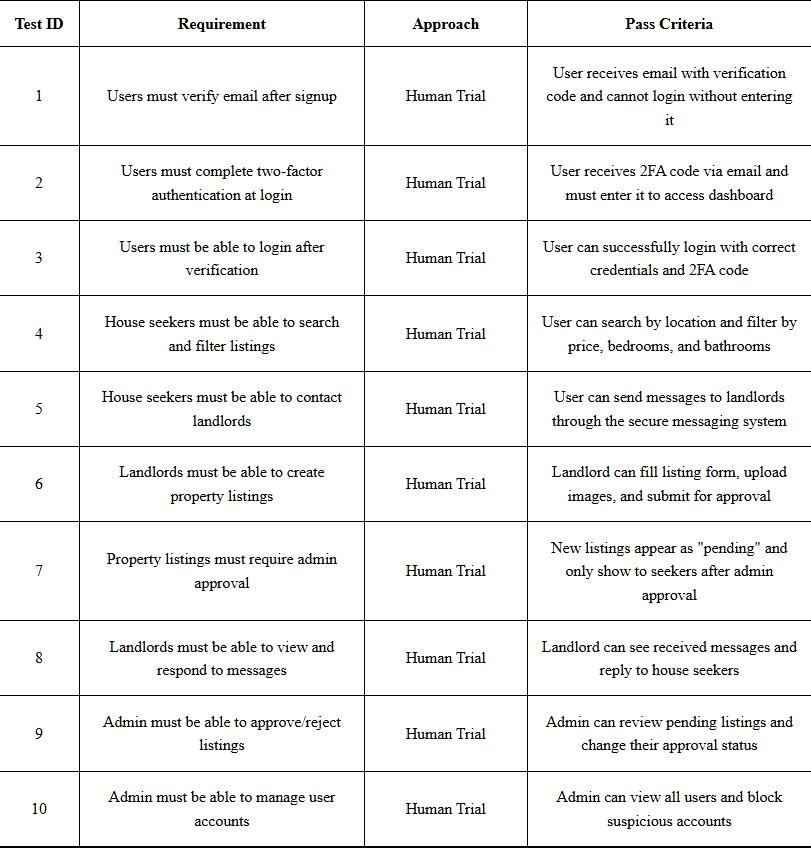 Test ID Requirement Approach Pass Criteria
1 Users must verify email after signup Human Trial User receives email with verification
code and cannot login without entering
it
2 Users must complete two-factor
authentication at login Human Trial User receives 2FA code via email and
must enter it to access dashboard
3 Users must be able to login after
verification Human Trial User can successfully login with correct
credentials and 2FA code
4 House seekers must be able to search
and filter listings Human Trial User can search by location and filter by
price, bedrooms, and bathrooms
5 House seekers must be able to contact
landlords Human Trial User can send messages to landlords
through the secure messaging system
6 Landlords must be able to create
property listings Human Trial Landlord can fill listing form, upload
images, and submit for approval
7 Property listings must require admin
approval Human Trial New listings appear as "pending" and
only show to seekers after admin
approval
8 Landlords must be able to view and
respond to messages Human Trial Landlord can see received messages and
reply to house seekers
9 Admin must be able to approve/reject
listings Human Trial Admin can review pending listings and
change their approval status
10 Admin must be able to manage user
accounts Human Trial Admin can view all users and block
suspicious accounts